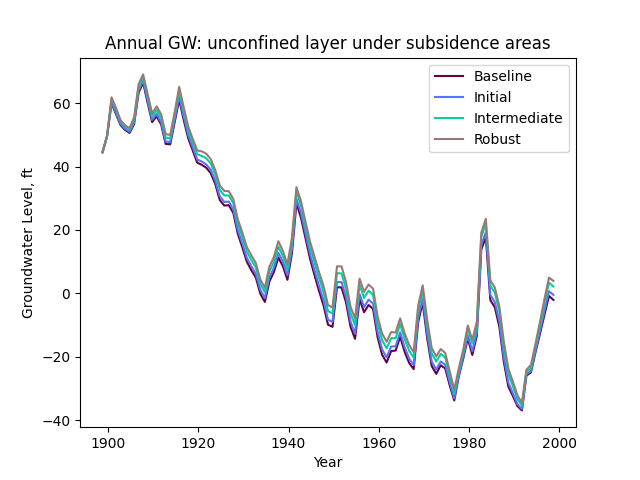 Annual GW: unconfined layer under subsidence areas
Groundwater Level, ft
60
40
20
0
−20
−40
Baseline
Initial
Intermediate
Robust
1900 1920 1940 1960 1980 2000
Year